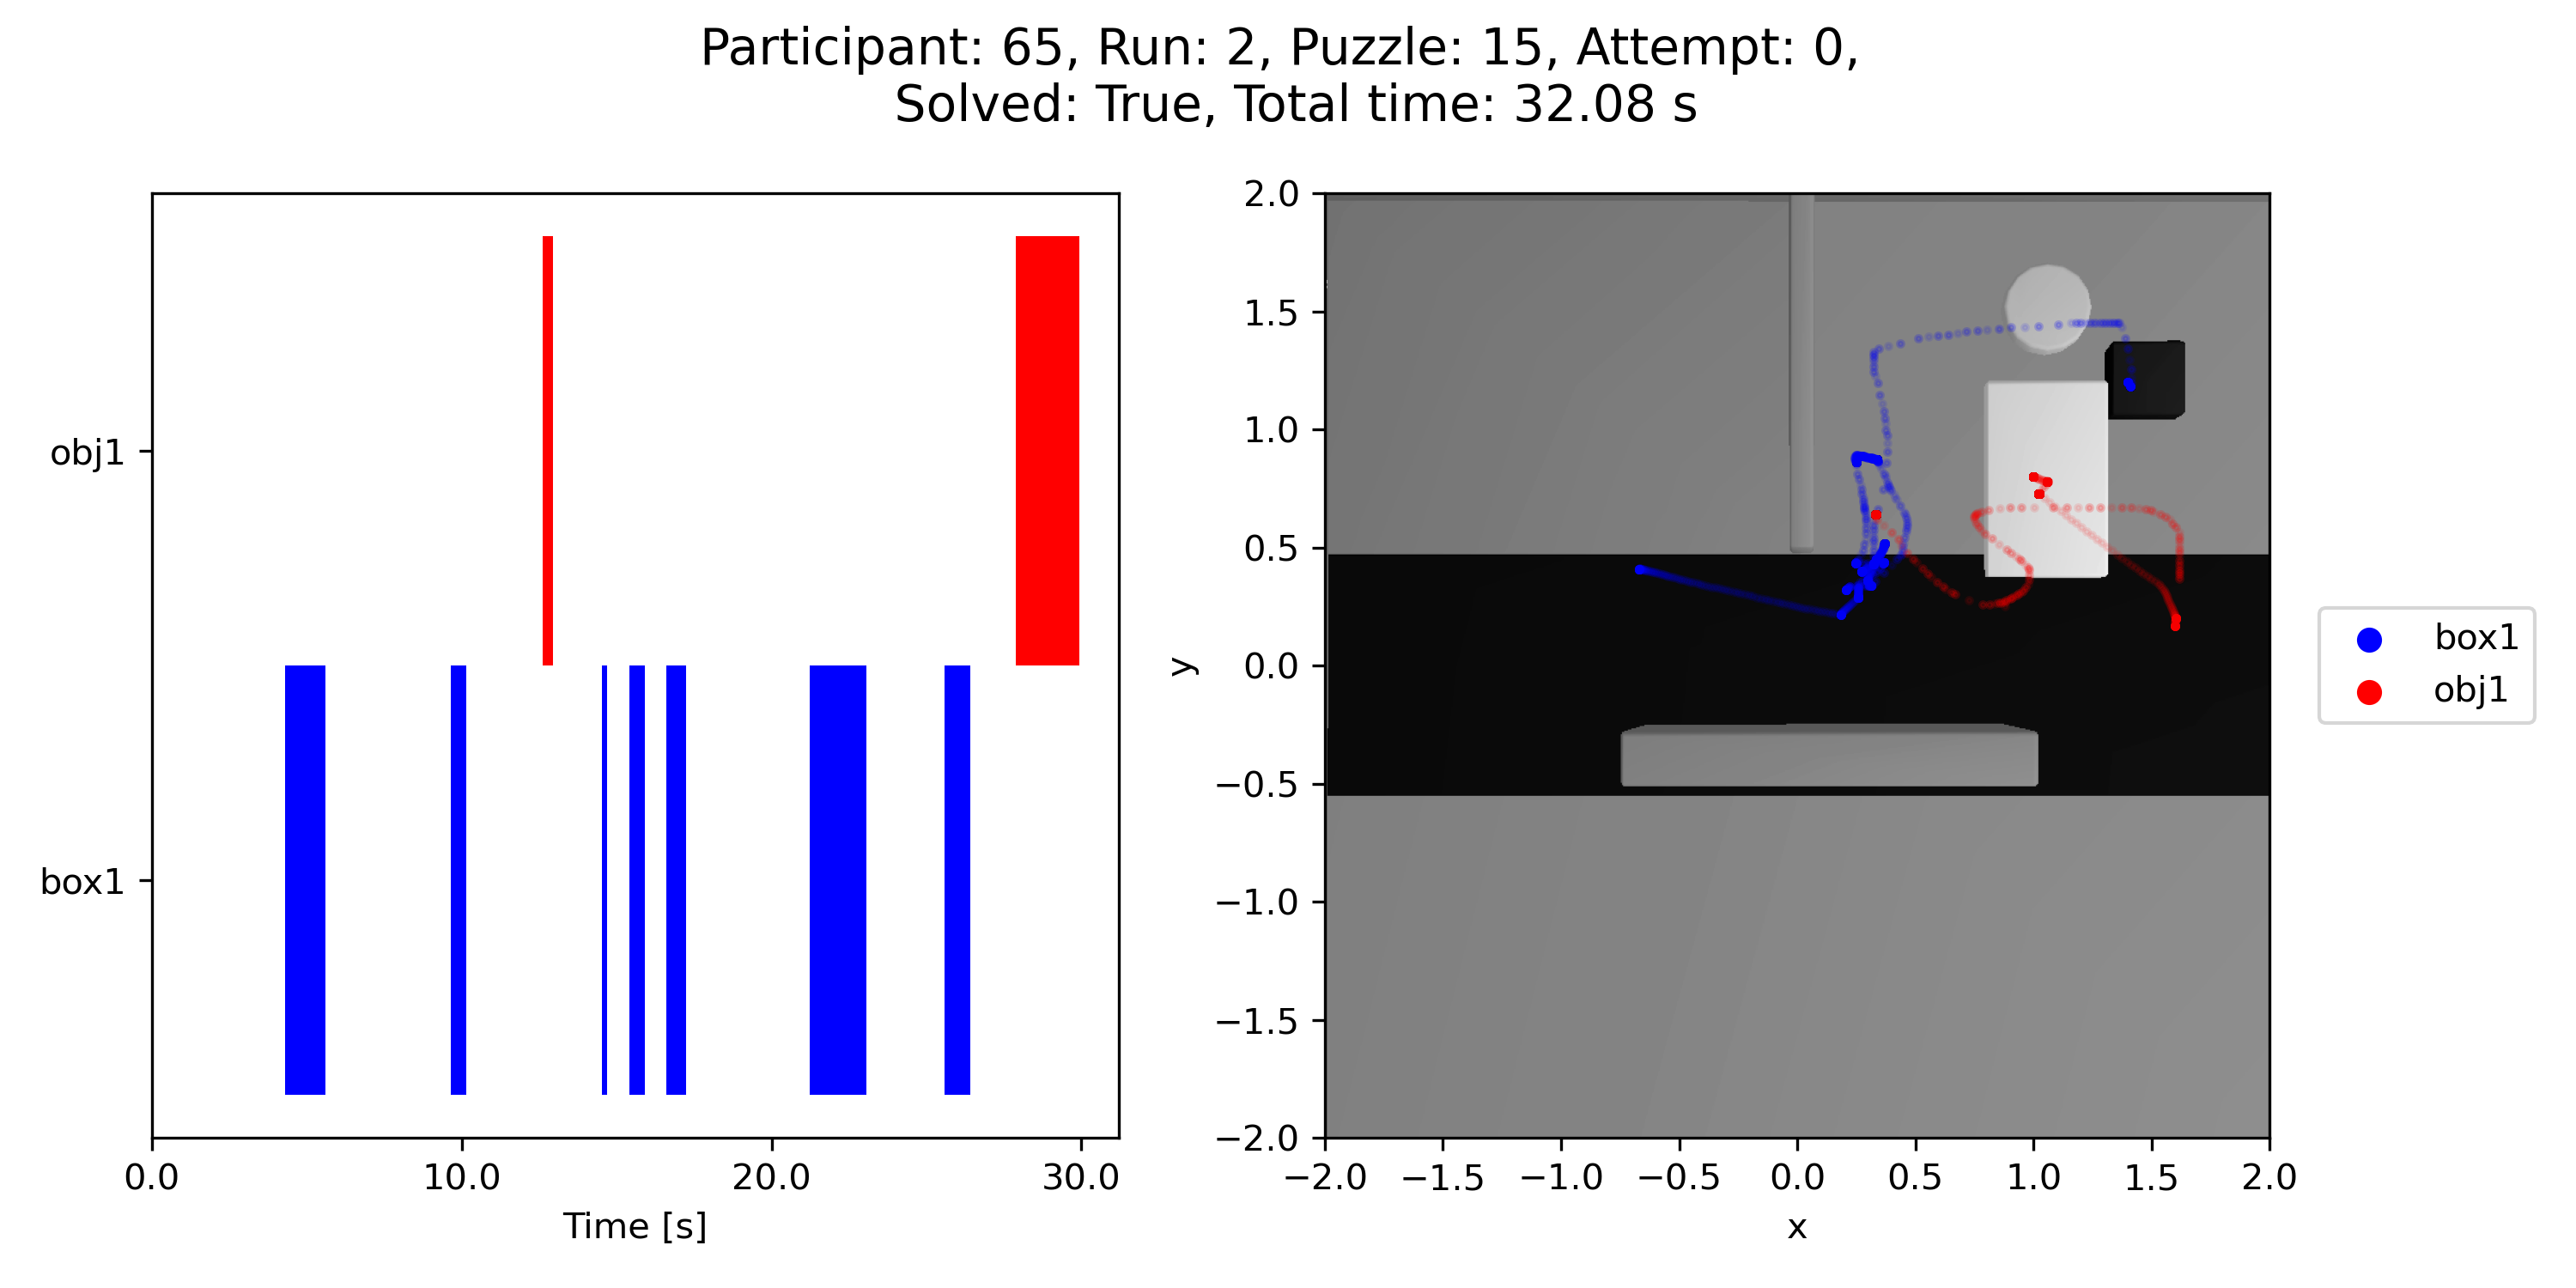 Participant: 65, Run: 2, Puzzle: 15, Attempt: 0,
Solved: True, Total time: 32.08 s
obj1
box1
0.0 10.0 20.0 30.0
Time [s]
2.0
1.5
1.0
0.5
0.0
−0.5
−1.0
−1.5
−2.0
y
−2.0 −1.5 −1.0 −0.5 0.0 0.5 1.0 1.5 2.0
x
box1
obj1